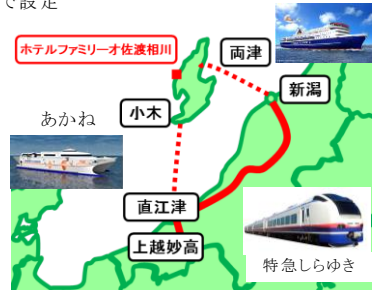 で設定
ホテルファミリーオ佐渡相川
両津
新潟
あかね
小木
直江津
上越妙高
特急しらゆき